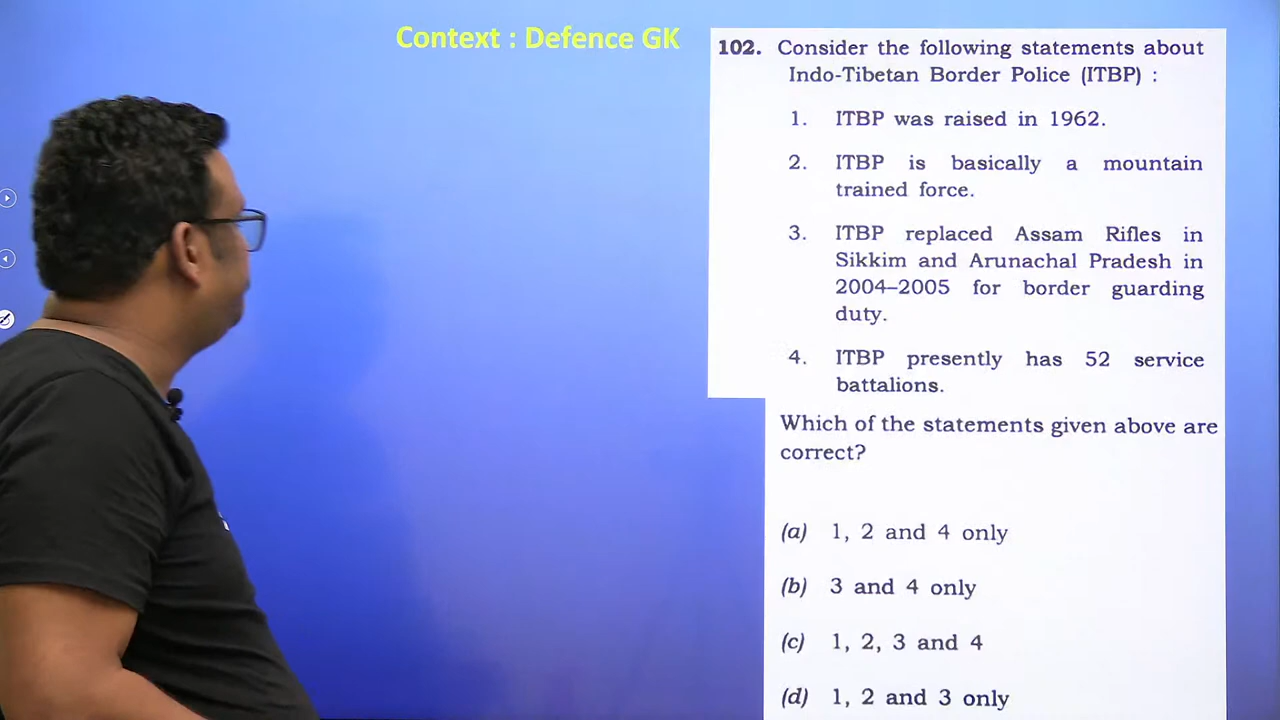 Context : Defence GK
102. Consider the following statements about
Indo-Tibetan Border Police (ITBP) :
1. ITBP was raised in 1962.
2. ITBP is basically a mountain
trained force.
3. ITBP replaced Assam Rifles in
Sikkim and Arunachal Pradesh in
2004–2005 for border guarding
duty.
4. ITBP presently has 52 service
battalions.
Which of the statements given above are
correct?
(a) 1, 2 and 4 only
(b) 3 and 4 only
(c) 1, 2, 3 and 4
(d) 1, 2 and 3 only